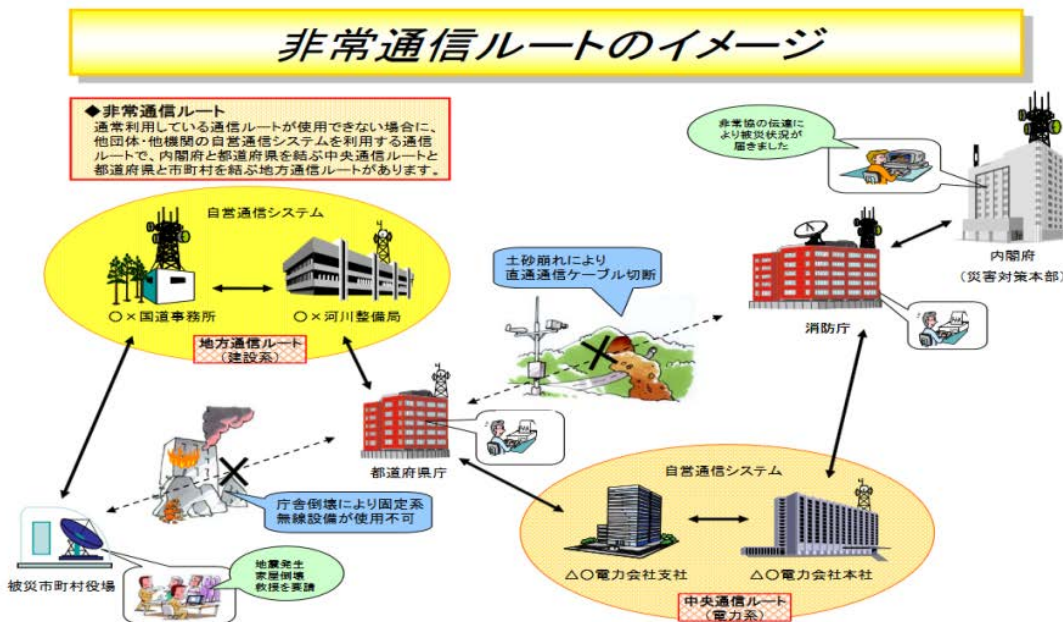 非常通信ルートのイメージ
◆非常通信ルート
通常利用している通信ルートが使用できない場合に、
他団体・他機関の自営通信システムを利用する通信
ルートで、内閣府と都道府県を結ぶ中央通信ルートと
都道府県と市町村を結ぶ地方通信ルートがあります。
非常協の伝達に
より被災状況が
届きました
内閣府
(災害対策本部)
自営通信システム
〇×国道事務所
〇×河川整備局
地方通信ルート
(建設系)
土砂崩れにより
直通通信ケーブル切断
消防庁
都道府県庁
庁舎倒壊により固定系
無線設備が使用不可
被災市町村役場
地震発生
家屋倒壊
救援を要請
自営通信システム
△〇電力会社支社
△〇電力会社本社
中央通信ルート
(電力系)